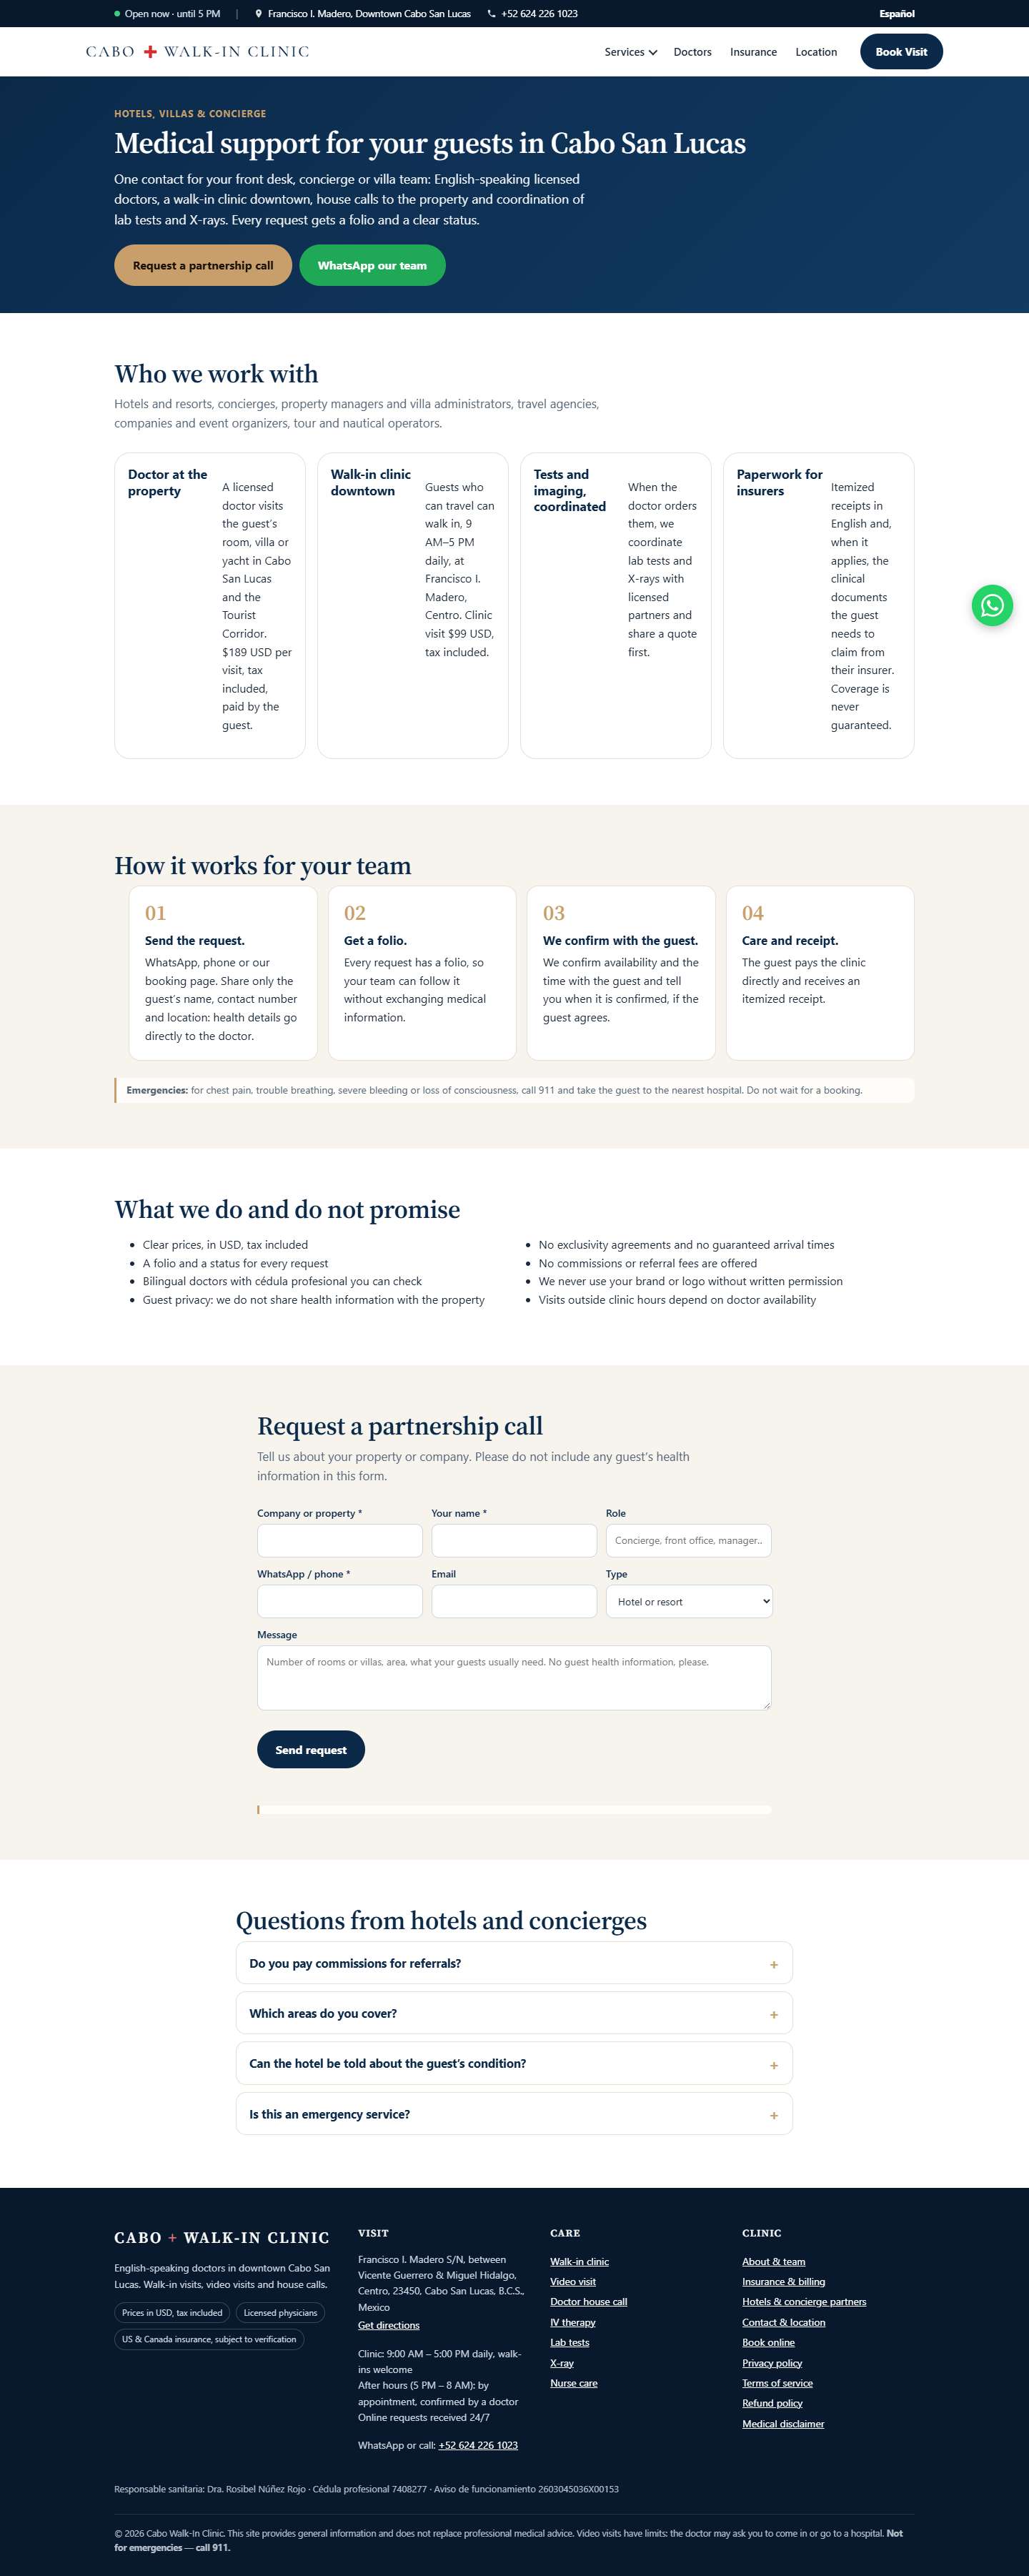 Open now · until 5 PM
Francisco I. Madero, Downtown Cabo San Lucas
+52 624 226 1023
Español
CABO + WALK-IN CLINIC
Services
Doctors
Insurance
Location
Book Visit
HOTELS, VILLAS & CONCIERGE
Medical support for your guests in Cabo San Lucas
One contact for your front desk, concierge or villa team: English-speaking licensed
doctors, a walk-in clinic downtown, house calls to the property and coordination of
lab tests and X-rays. Every request gets a folio and a clear status.
Request a partnership call
WhatsApp our team
Who we work with
Hotels and resorts, concierges, property managers and villa administrators, travel agencies,
companies and event organizers, tour and nautical operators.
Doctor at the
property
A licensed
doctor visits
the guest's
room, villa or
yacht in Cabo
San Lucas
and the
Tourist
Corridor.
$189 USD per
visit, tax
included,
paid by the
guest.
Walk-in clinic
downtown
Guests who
can travel can
walk in, 9
AM–5 PM
daily, at
Francisco I.
Madero,
Centro. Clinic
visit $99 USD,
tax included.
Tests and
imaging,
coordinated
When the
doctor orders
them, we
coordinate
lab tests and
X-rays with
licensed
partners and
share a quote
first.
Paperwork for
insurers
Itemized
receipts in
English and,
when it
applies, the
clinical
documents
the guest
needs to
claim from
their insurer.
Coverage is
never
guaranteed.
How it works for your team
01
Send the request.
WhatsApp, phone or our
booking page. Share only the
guest's name, contact number
and location: health details go
directly to the doctor.
02
Get a folio.
Every request has a folio, so
your team can follow it
without exchanging medical
information.
03
We confirm with the guest.
We confirm availability and the
time with the guest and tell
you when it is confirmed, if the
guest agrees.
04
Care and receipt.
The guest pays the clinic
directly and receives an
itemized receipt.
Emergencies: for chest pain, trouble breathing, severe bleeding or loss of consciousness, call 911 and take the guest to the nearest hospital. Do not wait for a booking.
What we do and do not promise
Clear prices, in USD, tax included
A folio and a status for every request
Bilingual doctors with cédula profesional you can check
Guest privacy: we do not share health information with the property
No exclusivity agreements and no guaranteed arrival times
No commissions or referral fees are offered
We never use your brand or logo without written permission
Visits outside clinic hours depend on doctor availability
Request a partnership call
Tell us about your property or company. Please do not include any guest's health
information in this form.
Company or property *
Your name *
Role
Concierge, front office, manager..
WhatsApp / phone *
Email
Type
Hotel or resort
Message
Number of rooms or villas, area, what your guests usually need. No guest health information, please.
Send request
Questions from hotels and concierges
Do you pay commissions for referrals? +
Which areas do you cover? +
Can the hotel be told about the guest's condition? +
Is this an emergency service? +
CABO + WALK-IN CLINIC
English-speaking doctors in downtown Cabo San
Lucas. Walk-in visits, video visits and house calls.
Prices in USD, tax included
Licensed physicians
US & Canada insurance, subject to verification
VISIT
Francisco I. Madero S/N, between
Vicente Guerrero & Miguel Hidalgo,
Centro, 23450, Cabo San Lucas, B.C.S.,
Mexico
Get directions
Clinic: 9:00 AM – 5:00 PM daily, walk-
ins welcome
After hours (5 PM – 8 AM): by
appointment, confirmed by a doctor
Online requests received 24/7
WhatsApp or call: +52 624 226 1023
CARE
Walk-in clinic
Video visit
Doctor house call
IV therapy
Lab tests
X-ray
Nurse care
CLINIC
About & team
Insurance & billing
Hotels & concierge partners
Contact & location
Book online
Privacy policy
Terms of service
Refund policy
Medical disclaimer
Responsable sanitaria: Dra. Rosibel Núñez Rojo · Cédula profesional 7408277 · Aviso de funcionamiento 2603045036X00153
© 2026 Cabo Walk-In Clinic. This site provides general information and does not replace professional medical advice. Video visits have limits: the doctor may ask you to come in or go to a hospital. Not
for emergencies — call 911.